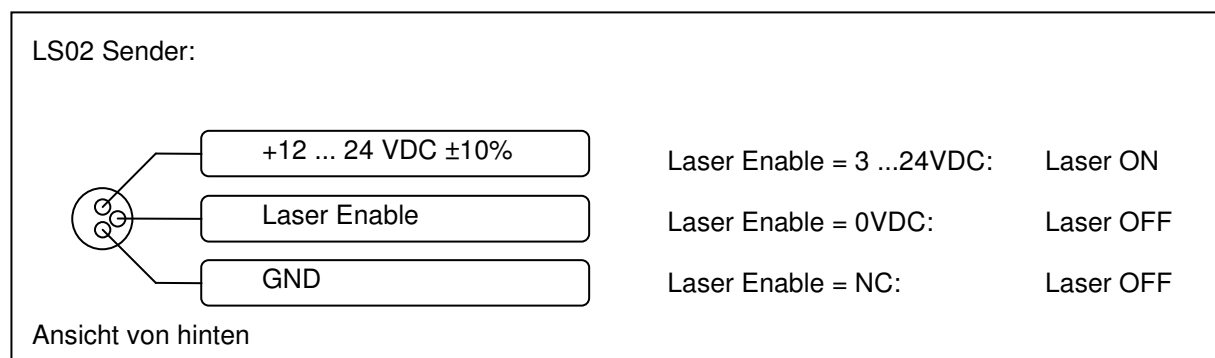 LS02 Sender:
+12 ... 24 VDC ±10%
Laser Enable = 3 ...24VDC: Laser ON
Laser Enable
Laser Enable = 0VDC: Laser OFF
GND
Laser Enable = NC: Laser OFF
Ansicht von hinten